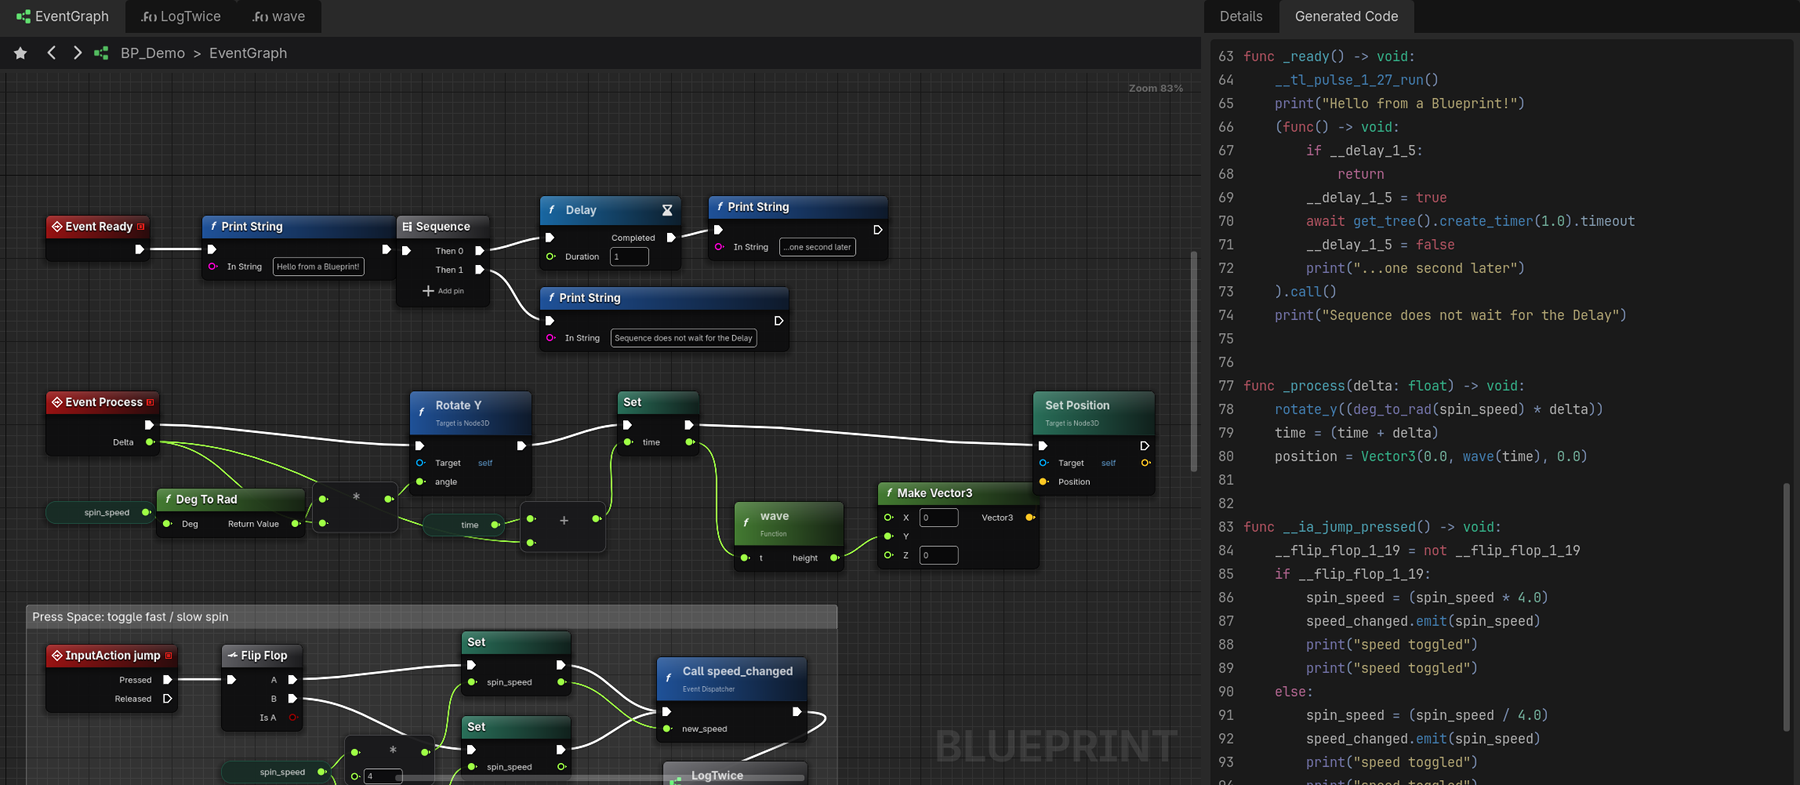 EventGraph
LogTwice
wave
BP_Demo > EventGraph
Zoom 83%
Event Ready
Print String
In String Hello from a Blueprint!
Sequence
Then 0
Then 1
Add pin
Delay
Completed
Duration 1
Print String
In String ...one second later
Print String
In String Sequence does not wait for the Delay
Event Process
Delta
spin_speed
Deg To Rad
Deg Return Value
*
Rotate Y
Target is Node3D
Target self
angle
time
+
Set
time
wave
Function
t height
Make Vector3
X 0 Vector3
Y
Z 0
Set Position
Target is Node3D
Target self
Position
Press Space: toggle fast / slow spin
InputAction jump
Pressed
Released
Flip Flop
A
B
Is A
Set
spin_speed
Set
spin_speed
spin_speed
*
4
Call speed_changed
Event Dispatcher
new_speed
LogTwice
BLUEPRINT
Details
Generated Code
63 func _ready() -> void:
64 __tl_pulse_1_27_run()
65 print("Hello from a Blueprint!")
66 (func() -> void:
67 if __delay_1_5:
68 return
69 __delay_1_5 = true
70 await get_tree().create_timer(1.0).timeout
71 __delay_1_5 = false
72 print("...one second later")
73 ).call()
74 print("Sequence does not wait for the Delay")
75
76
77 func _process(delta: float) -> void:
78 rotate_y((deg_to_rad(spin_speed) * delta))
79 time = (time + delta)
80 position = Vector3(0.0, wave(time), 0.0)
81
82
83 func __ia_jump_pressed() -> void:
84 __flip_flop_1_19 = not __flip_flop_1_19
85 if __flip_flop_1_19:
86 spin_speed = (spin_speed * 4.0)
87 speed_changed.emit(spin_speed)
88 print("speed toggled")
89 print("speed toggled")
90 else:
91 spin_speed = (spin_speed / 4.0)
92 speed_changed.emit(spin_speed)
93 print("speed toggled")